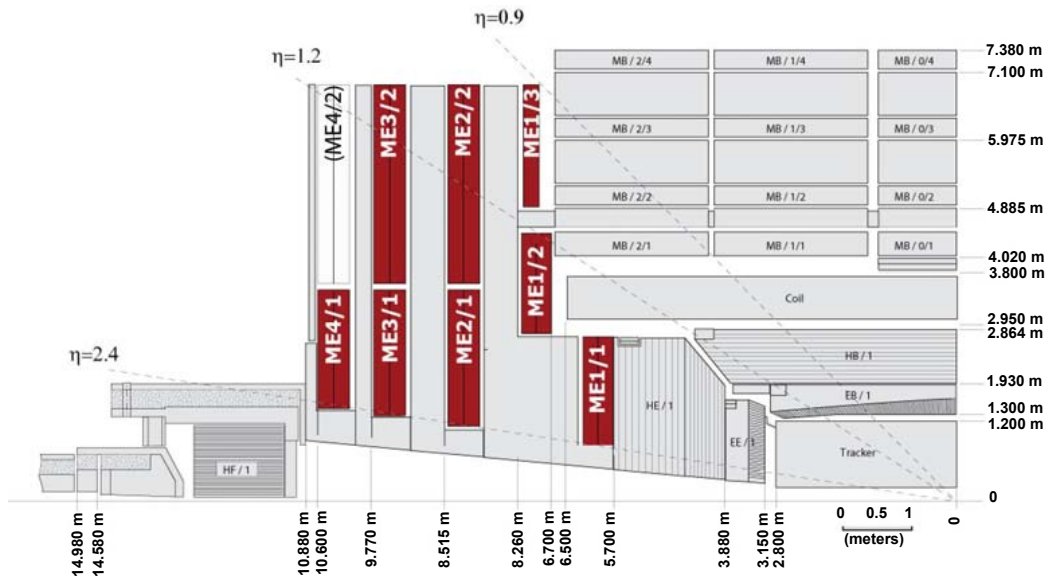 η=0.9
η=1.2
η=2.4
MB / 2/4
MB / 1/4
MB / 0/4
MB / 2/3
MB / 1/3
MB / 0/3
MB / 2/2
MB / 1/2
MB / 0/2
MB / 2/1
MB / 1/1
MB / 0/1
(ME4/2)
ME3/2
ME2/2
ME1/3
ME1/2
ME4/1
ME3/1
ME2/1
ME1/1
Coil
HB / 1
HE / 1
EB / 1
EE / 1
Tracker
HF / 1
7.380 m
7.100 m
5.975 m
4.885 m
4.020 m
3.800 m
2.950 m
2.864 m
1.930 m
1.300 m
1.200 m
0
0 0.5 1
(meters)
14.980 m
14.580 m
10.880 m
10.600 m
9.770 m
8.515 m
8.260 m
6.700 m
6.500 m
5.700 m
3.880 m
3.150 m
2.800 m
0